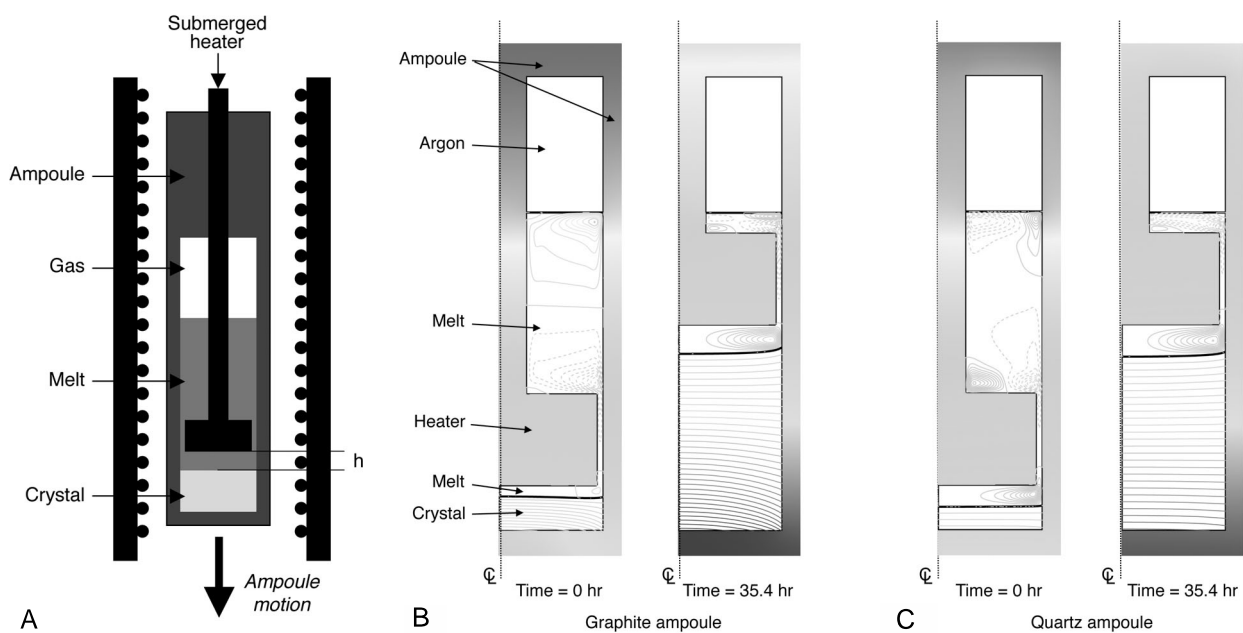 Submerged
heater
Ampoule
Gas
Melt
h
Crystal
Ampoule
motion
A
Ampoule
Argon
Melt
Heater
Melt
Crystal
℄
Time = 0 hr
℄
Time = 35.4 hr
B
Graphite ampoule
℄
Time = 0 hr
℄
Time = 35.4 hr
C
Quartz ampoule